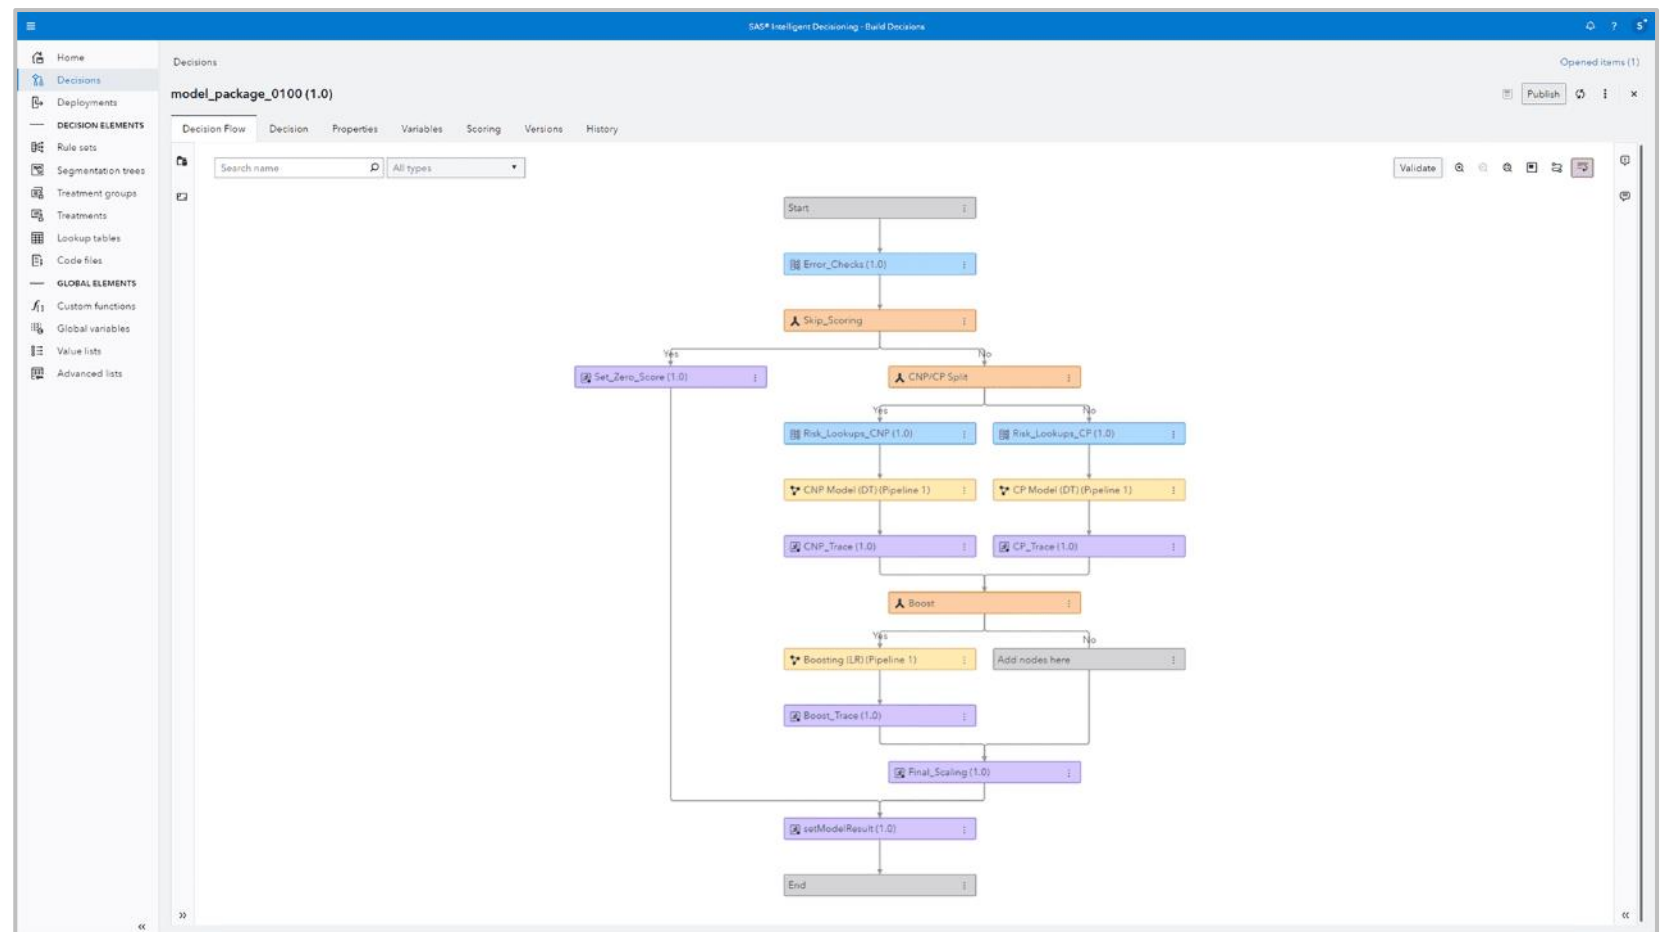 SAS® Intelligent Decisioning - Build Decisions
? S
Home
Decisions
Deployments
DECISION ELEMENTS
Rule sets
Segmentation trees
Treatment groups
Treatments
Lookup tables
Code files
GLOBAL ELEMENTS
Custom functions
Global variables
Value lists
Advanced lists
Decisions
Opened items (1)
model_package_0100 (1.0)
Publish
Decision Flow Decision Properties Variables Scoring Versions History
Search name All types
Validate
Start
Error_Checks (1.0)
Skip_Scoring
Yes No
Set_Zero_Score (1.0) CNP/CP Split
Yes No
Risk_Lookups_CNP (1.0) Risk_Lookups_CP (1.0)
CNP Model (DT) (Pipeline 1) CP Model (DT) (Pipeline 1)
CNP_Trace (1.0) CP_Trace (1.0)
Boost
Yes No
Boosting (LR) (Pipeline 1) Add nodes here
Boost_Trace (1.0)
Final_Scaling (1.0)
setModelResult (1.0)
End